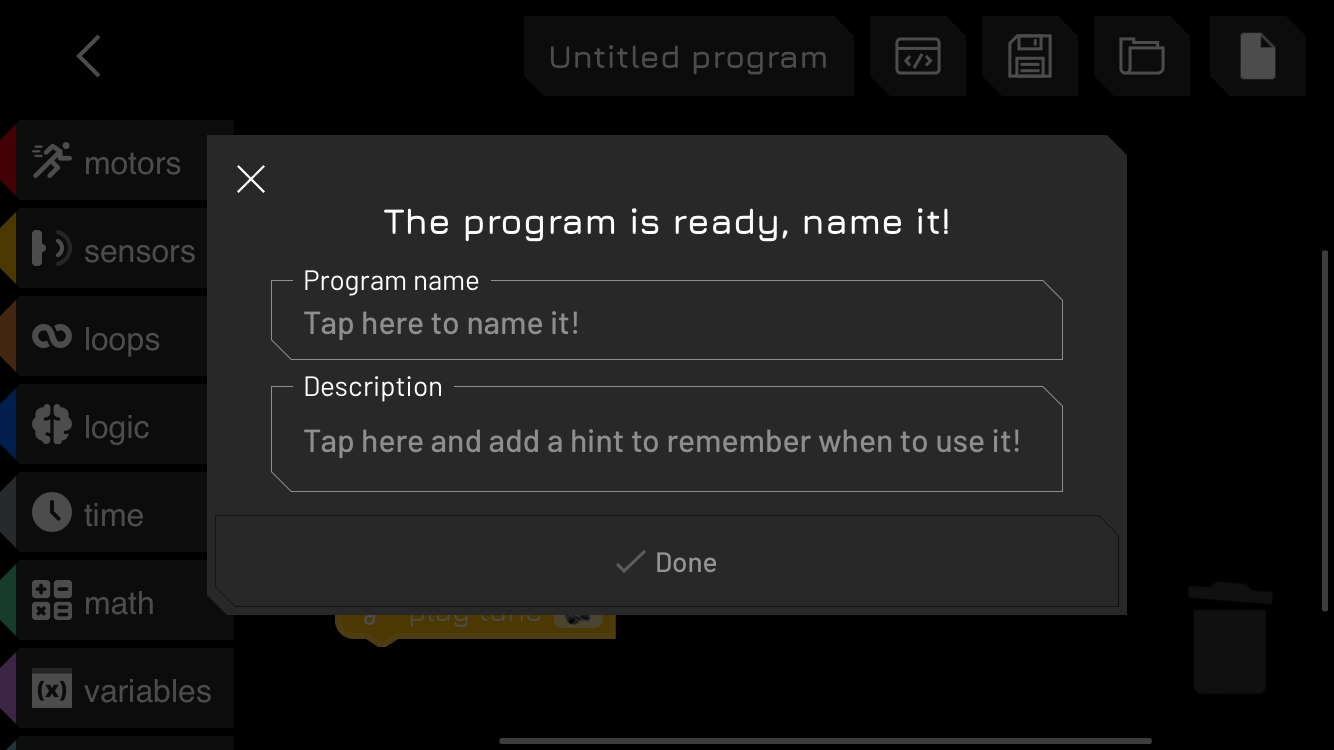 Untitled program
motors
sensors
loops
logic
time
math
variables
The program is ready, name it!
Program name
Tap here to name it!
Description
Tap here and add a hint to remember when to use it!
Done
play tune